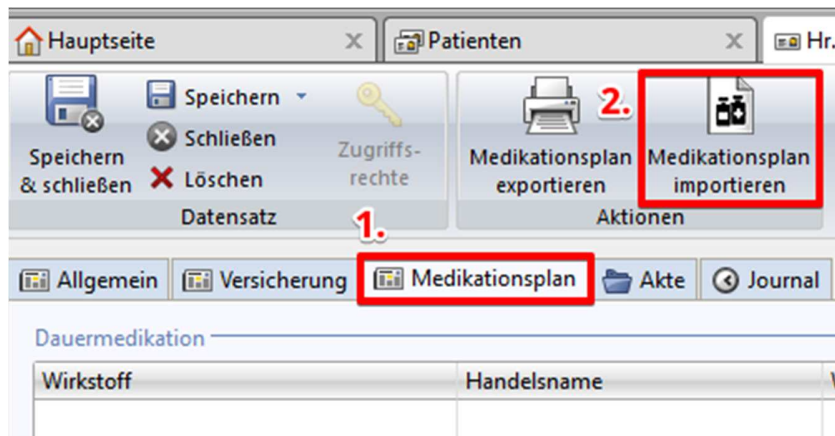 Hauptseite
Patienten
Hr.
Speichern
& schließen
Speichern
Schließen
Löschen
Zugriffs-
rechte
Datensatz
Medikationsplan
exportieren
2.
Medikationsplan
importieren
Aktionen
1.
Allgemein
Versicherung
Medikationsplan
Akte
Journal
Dauermedikation
Wirkstoff
Handelsname